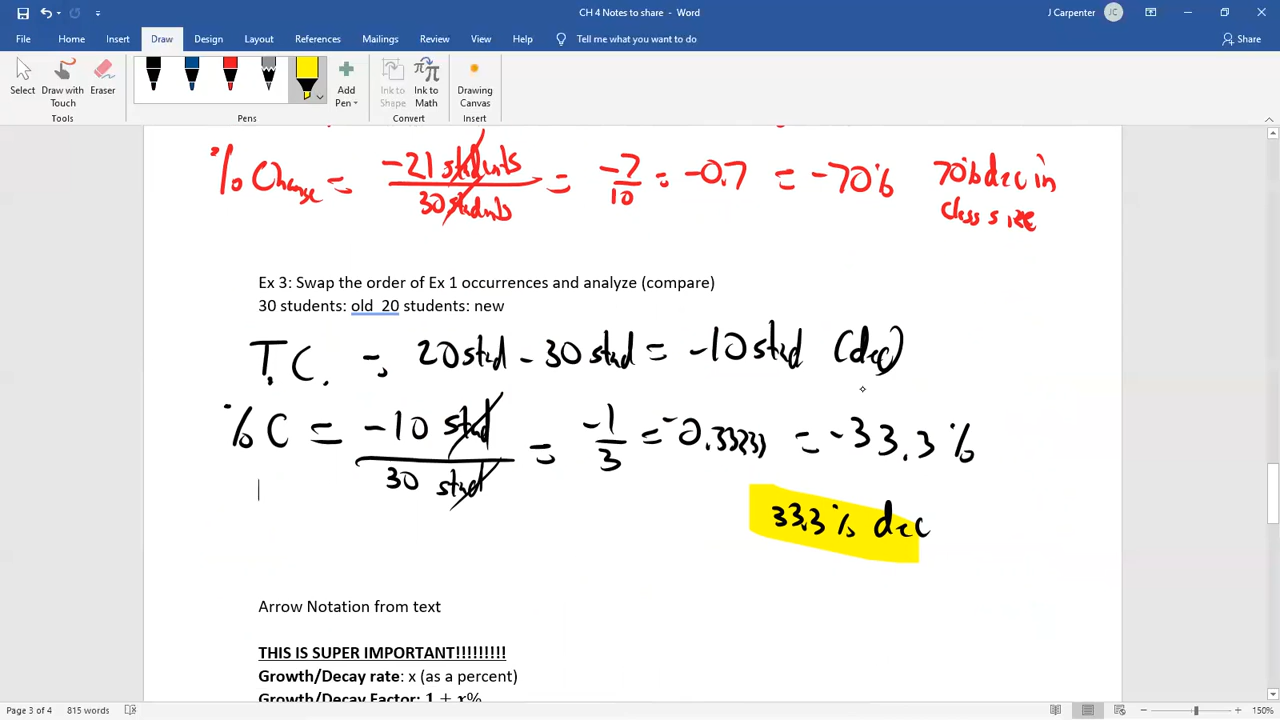 CH 4 Notes to share - Word
J Carpenter JC
File Home Insert Draw Design Layout References Mailings Review View Help Tell me what you want to do Share
Select Draw with Touch Eraser Add Pen Ink to Shape Ink to Math Drawing Canvas
Tools Pens Convert Insert
% Change = -21 students / 30 students = -7/10 = -0.7 = -70% 70% dec in
class size
Ex 3: Swap the order of Ex 1 occurrences and analyze (compare)
30 students: old 20 students: new
T.C. = 20 stud - 30 stud = -10 stud (dec)
% C = -10 stud / 30 stud = -1/3 = -0.3333 = -33.3%
33.3% dec
Arrow Notation from text
THIS IS SUPER IMPORTANT!!!!!!!!!
Growth/Decay rate: x (as a percent)
Growth/Decay Factor: 1 + x%
Page 3 of 4 815 words 150%